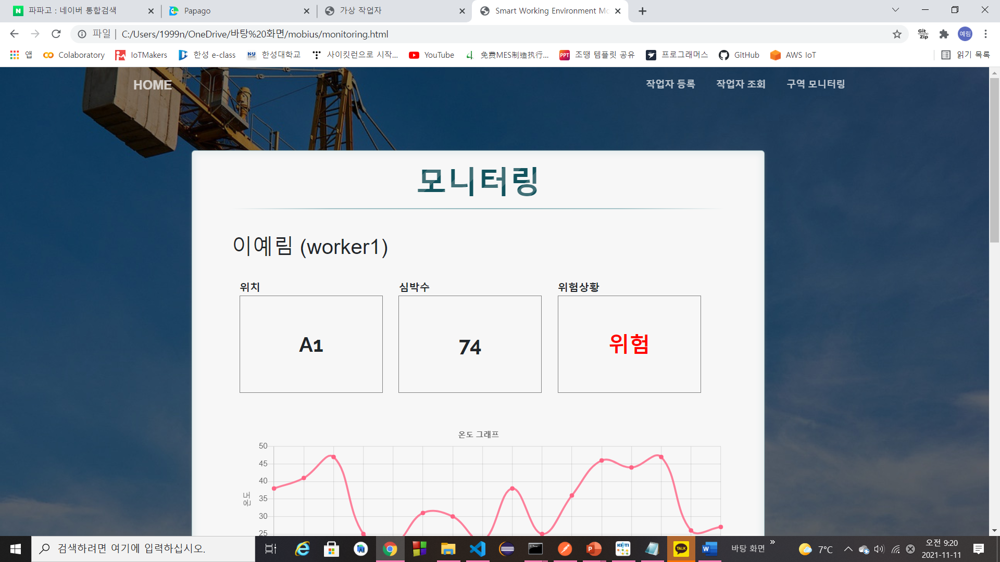 파파고 : 네이버 통합검색
Papago
가상 작업자
Smart Working Environment Mo
파일 | C:/Users/1999n/OneDrive/바탕%20화면/mobius/monitoring.html
Git Zip
예림
앱
Colaboratory
IoTMakers
한성 e-class
한성대학교
사이킷런으로 시작...
YouTube
免费MES制造执行...
PPT
조땡 템플릿 공유
프로그래머스
GitHub
AWS IoT
읽기 목록
HOME
작업자 등록
작업자 조회
구역 모니터링
모니터링
이예림 (worker1)
위치
심박수
위험상황
A1
74
위험
온도 그래프
50
45
40
35
30
25
온도
검색하려면 여기에 입력하십시오.
KETI
TALK
바탕 화면
7°C
오전 9:20
2021-11-11